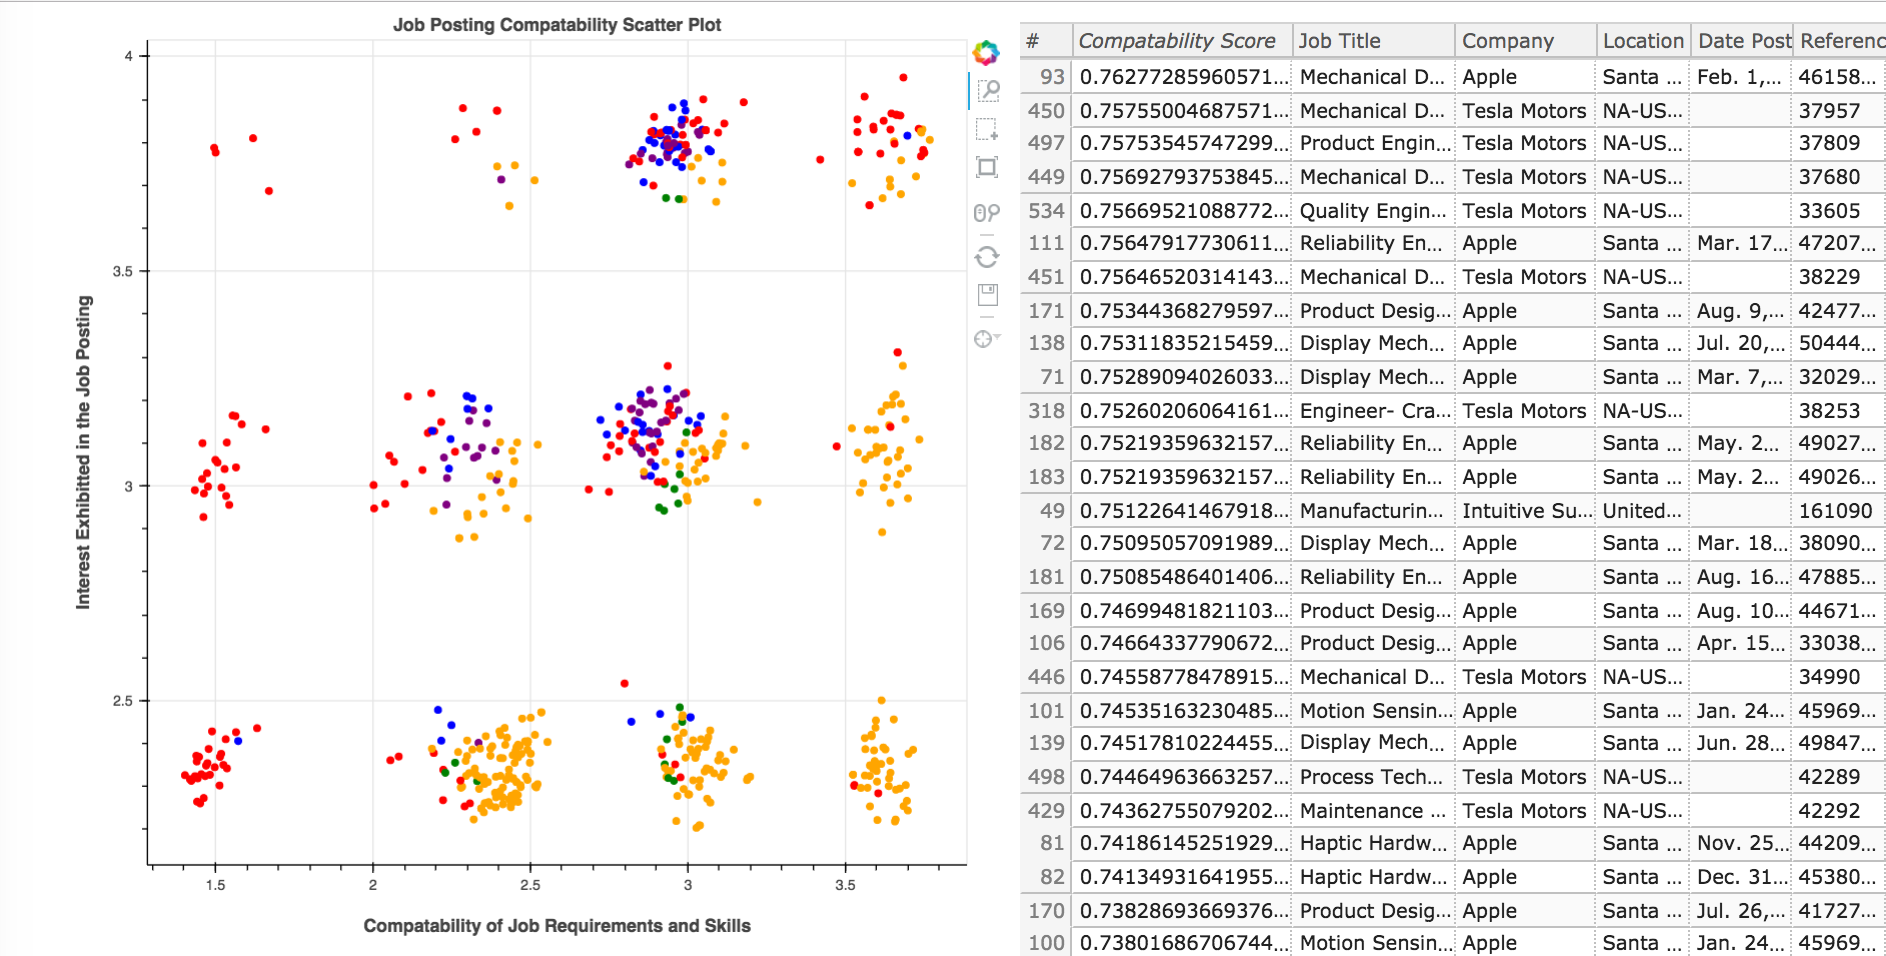 Job Posting Compatability Scatter Plot
4
3.5
3
2.5
Interest Exhibitted in the Job Posting
1.5 2 2.5 3 3.5
Compatability of Job Requirements and Skills
# Compatability Score Job Title Company Location Date Post Referenc
93 0.76277285960571... Mechanical D... Apple Santa ... Feb. 1,... 46158...
450 0.75755004687571... Mechanical D... Tesla Motors NA-US... 37957
497 0.75753545747299... Product Engin... Tesla Motors NA-US... 37809
449 0.75692793753845... Mechanical D... Tesla Motors NA-US... 37680
534 0.75669521088772... Quality Engin... Tesla Motors NA-US... 33605
111 0.75647917730611... Reliability En... Apple Santa ... Mar. 17... 47207...
451 0.75646520314143... Mechanical D... Tesla Motors NA-US... 38229
171 0.75344368279597... Product Desig... Apple Santa ... Aug. 9,... 42477...
138 0.75311835215459... Display Mech... Apple Santa ... Jul. 20,... 50444...
71 0.75289094026033... Display Mech... Apple Santa ... Mar. 7,... 32029...
318 0.75260206064161... Engineer- Cra... Tesla Motors NA-US... 38253
182 0.75219359632157... Reliability En... Apple Santa ... May. 2... 49027...
183 0.75219359632157... Reliability En... Apple Santa ... May. 2... 49026...
49 0.75122641467918... Manufacturin... Intuitive Su... United... 161090
72 0.75095057091989... Display Mech... Apple Santa ... Mar. 18... 38090...
181 0.75085486401406... Reliability En... Apple Santa ... Aug. 16... 47885...
169 0.74699481821103... Product Desig... Apple Santa ... Aug. 10... 44671...
106 0.74664337790672... Product Desig... Apple Santa ... Apr. 15... 33038...
446 0.74558778478915... Mechanical D... Tesla Motors NA-US... 34990
101 0.74535163230485... Motion Sensin... Apple Santa ... Jan. 24... 45969...
139 0.74517810224455... Display Mech... Apple Santa ... Jun. 28... 49847...
498 0.74464963663257... Process Tech... Tesla Motors NA-US... 42289
429 0.74362755079202... Maintenance ... Tesla Motors NA-US... 42292
81 0.74186145251929... Haptic Hardw... Apple Santa ... Nov. 25... 44209...
82 0.74134931641955... Haptic Hardw... Apple Santa ... Dec. 31... 45380...
170 0.73828693669376... Product Desig... Apple Santa ... Jul. 26,... 41727...
100 0.73801686706744... Motion Sensin... Apple Santa ... Jan. 24... 45969...